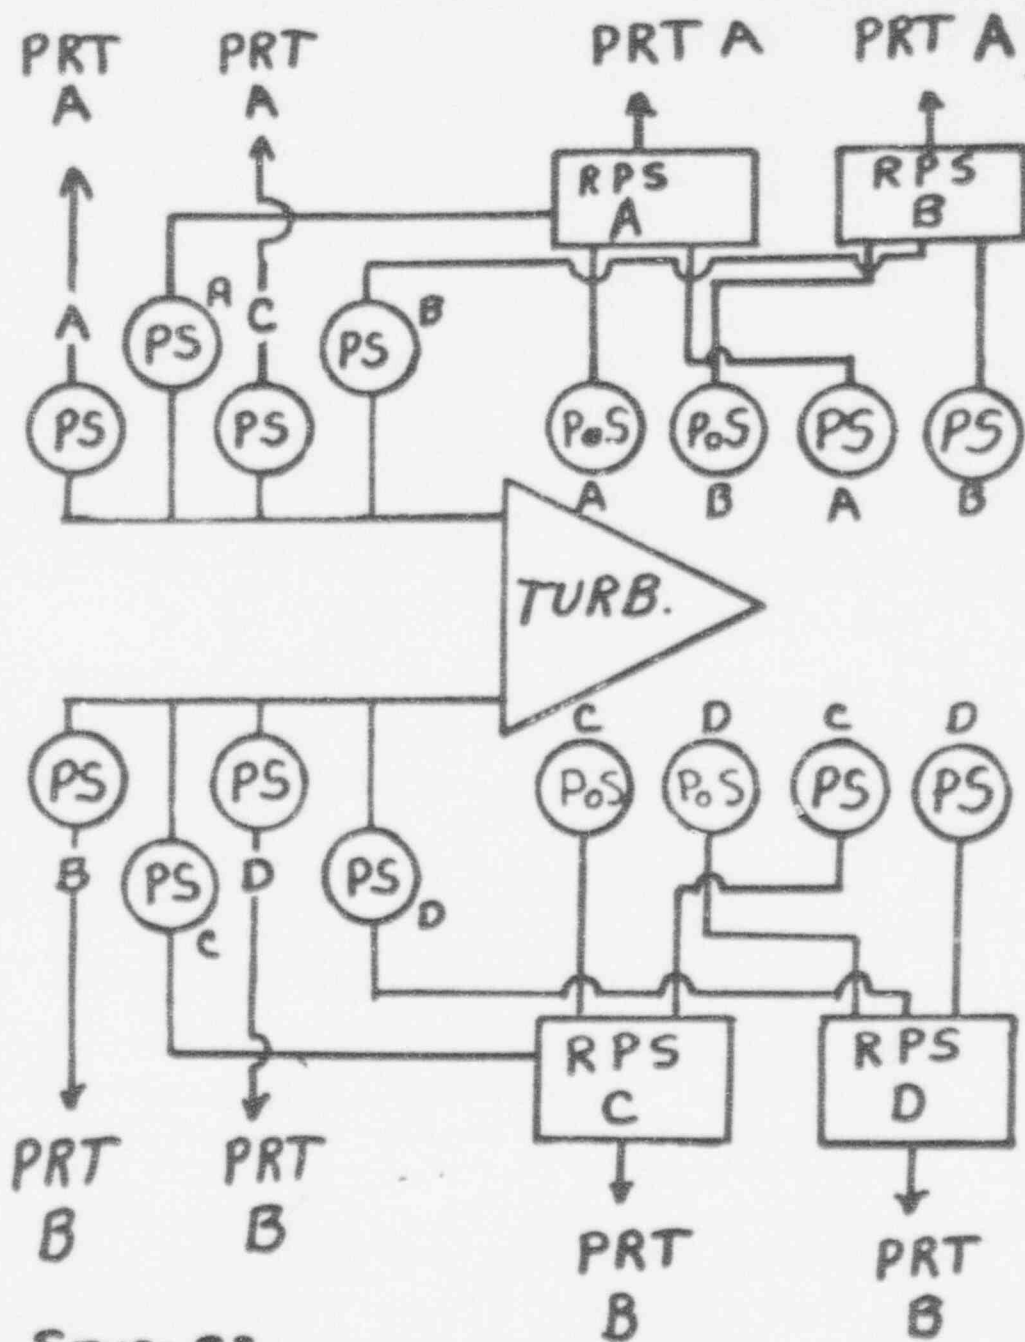 PRT PRT PRT A PRT A
A A
RPS RPS
A B
A C A B
PS PS
PS PS PoS PoS PS PS
A B A B
TURB.
C D C D
PS PS PoS PoS PS PS
B PS D PS
C D
RPS RPS
C D
PRT PRT
B B
PRT PRT
B B